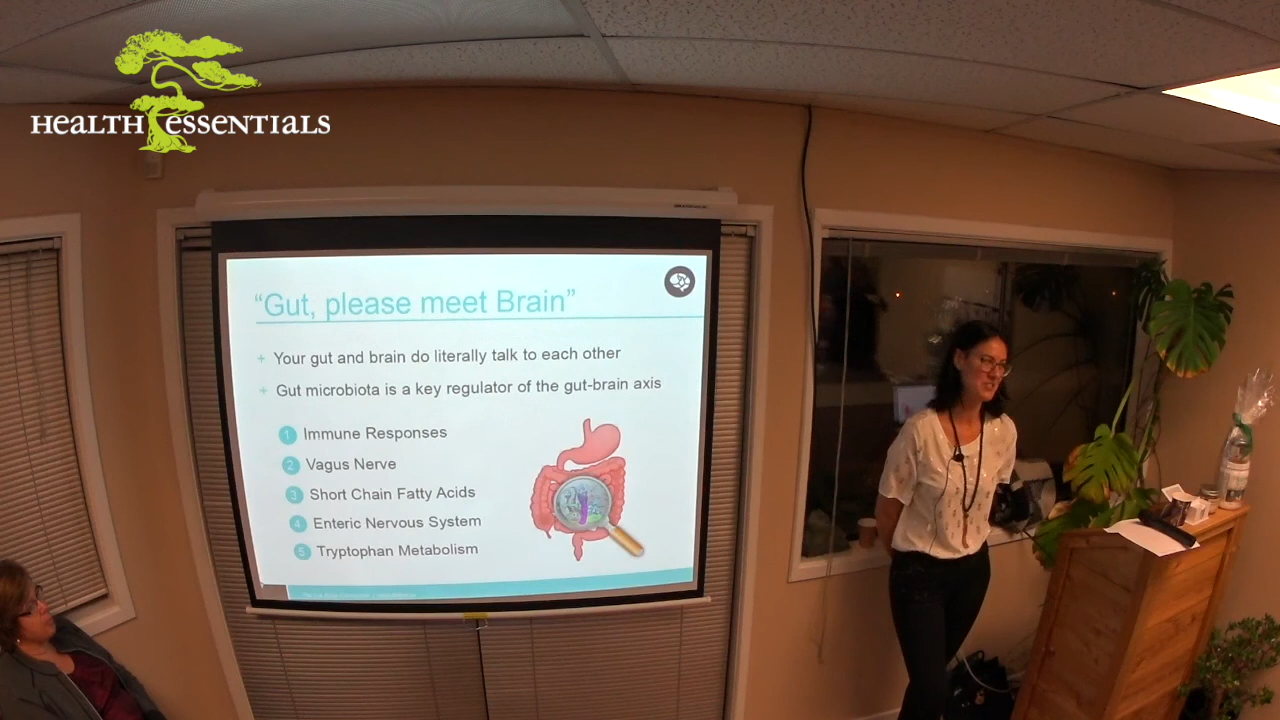 HEALTH ESSENTIALS
"Gut, please meet Brain"
+ Your gut and brain do literally talk to each other
+ Gut microbiota is a key regulator of the gut-brain axis
1 Immune Responses
2 Vagus Nerve
3 Short Chain Fatty Acids
4 Enteric Nervous System
5 Tryptophan Metabolism